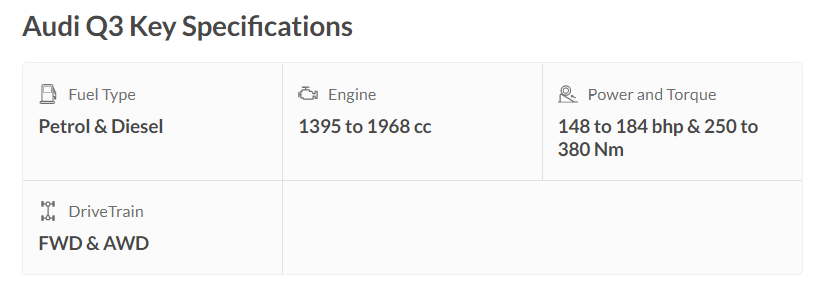 Audi Q3 Key Specifications
Fuel Type
Petrol & Diesel
Engine
1395 to 1968 cc
Power and Torque
148 to 184 bhp & 250 to
380 Nm
DriveTrain
FWD & AWD